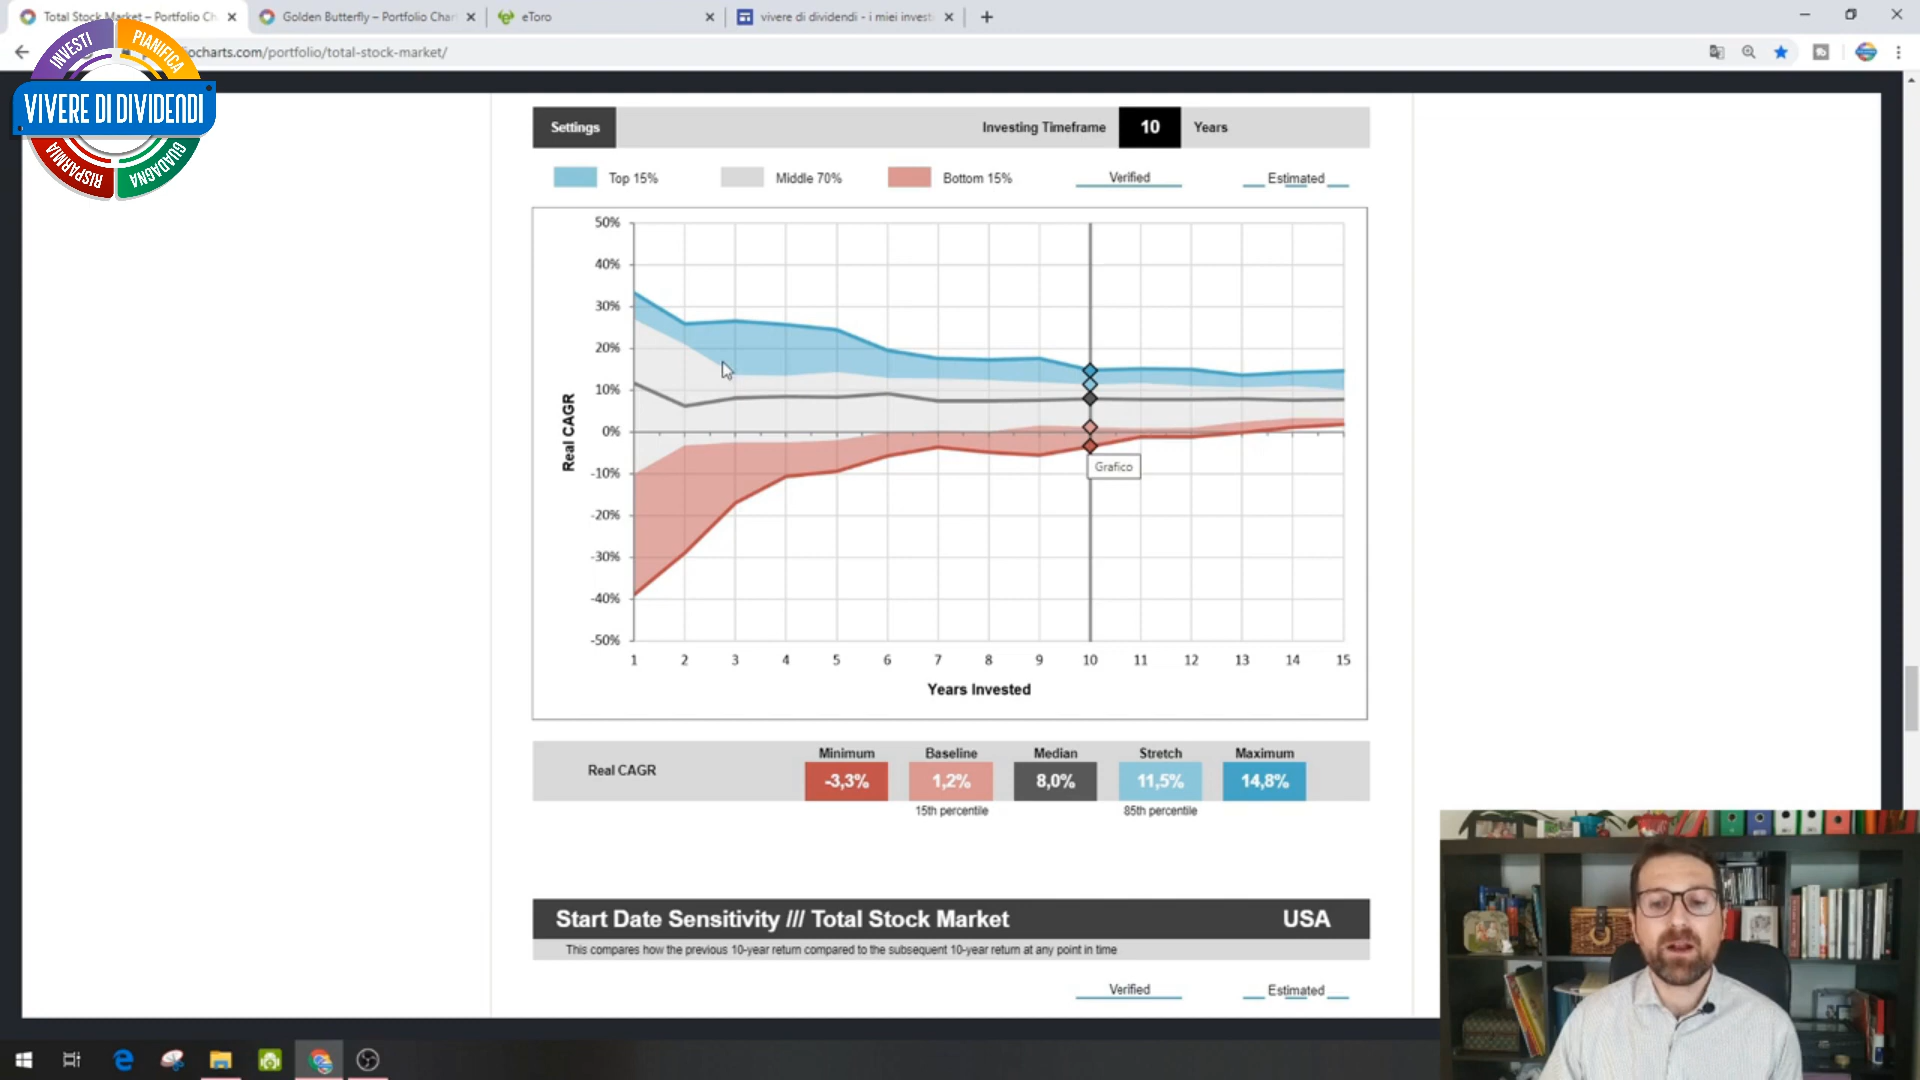 Total Stock Market – Portfolio Ch
Golden Butterfly – Portfolio Char
eToro
vivere di dividendi - i miei invest
INVESTI
PIANIFICA
VIVERE DI DIVIDENDI
RISPARMIA
GUADAGNA
iocharts.com/portfolio/total-stock-market/
Settings
Investing Timeframe 10 Years
Top 15% Middle 70% Bottom 15% Verified Estimated
50%
40%
30%
20%
10%
0%
-10%
-20%
-30%
-40%
-50%
Real CAGR
Grafico
1 2 3 4 5 6 7 8 9 10 11 12 13 14 15
Years Invested
Minimum Baseline Median Stretch Maximum
Real CAGR -3,3% 1,2% 8,0% 11,5% 14,8%
15th percentile 85th percentile
Start Date Sensitivity /// Total Stock Market USA
This compares how the previous 10-year return compared to the subsequent 10-year return at any point in time
Verified Estimated